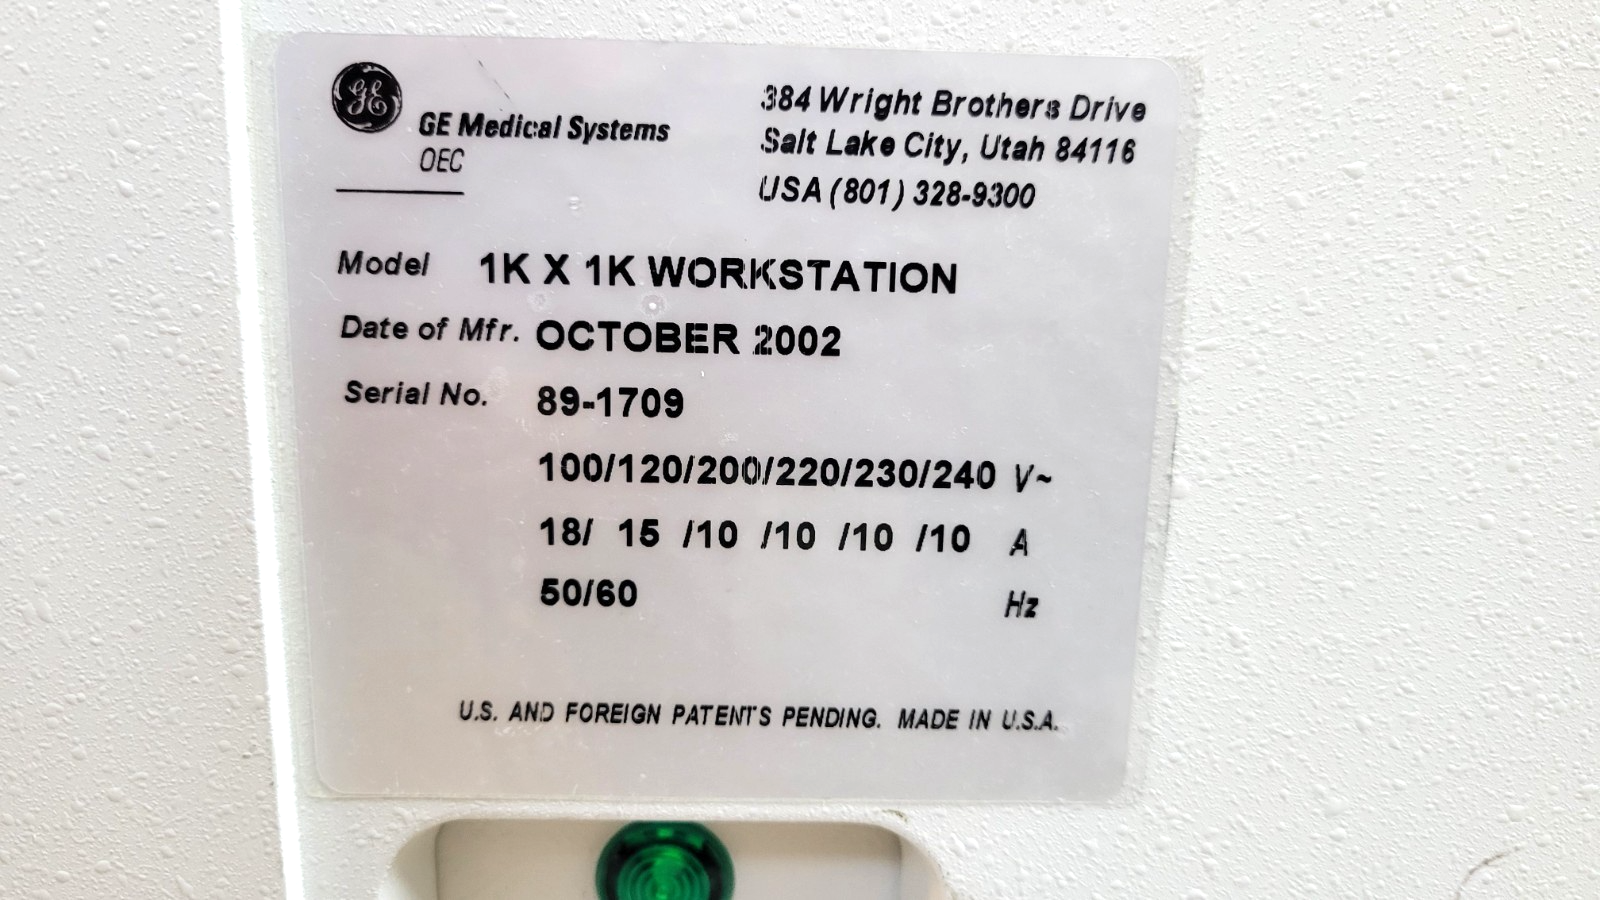 GE
GE Medical Systems
OEC
384 Wright Brothers Drive
Salt Lake City, Utah 84116
USA (801) 328-9300
Model 1K X 1K WORKSTATION
Date of Mfr. OCTOBER 2002
Serial No. 89-1709
100/120/200/220/230/240 V~
18/ 15 /10 /10 /10 /10 A
50/60 Hz
U.S. AND FOREIGN PATENTS PENDING. MADE IN U.S.A.